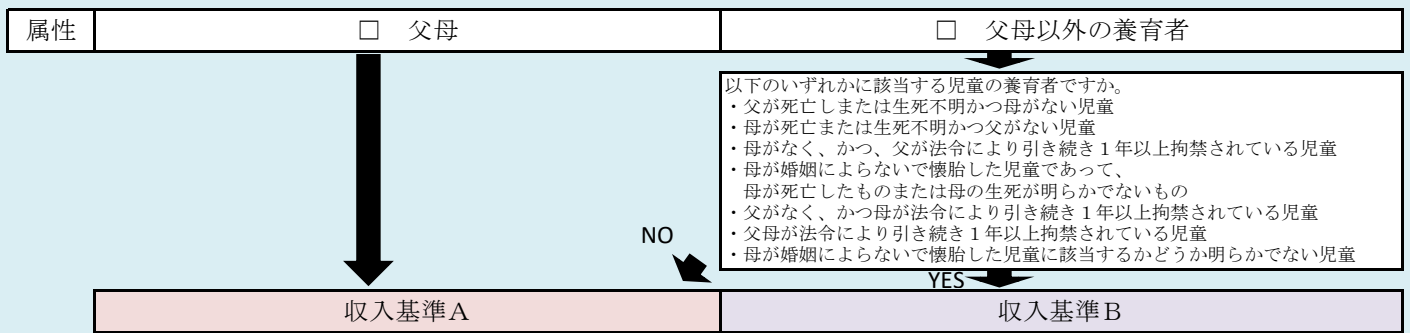 属性
□ 父母
□ 父母以外の養育者
以下のいずれかに該当する児童の養育者ですか。
・父が死亡しまたは生死不明かつ母がない児童
・母が死亡または生死不明かつ父がない児童
・母がなく、かつ、父が法令により引き続き１年以上拘禁されている児童
・母が婚姻によらないで懐胎した児童であって、
母が死亡したものまたは母の生死が明らかでないもの
・父がなく、かつ母が法令により引き続き１年以上拘禁されている児童
・父母が法令により引き続き１年以上拘禁されている児童
・母が婚姻によらないで懐胎した児童に該当するかどうか明らかでない児童
NO
YES
収入基準A
収入基準B